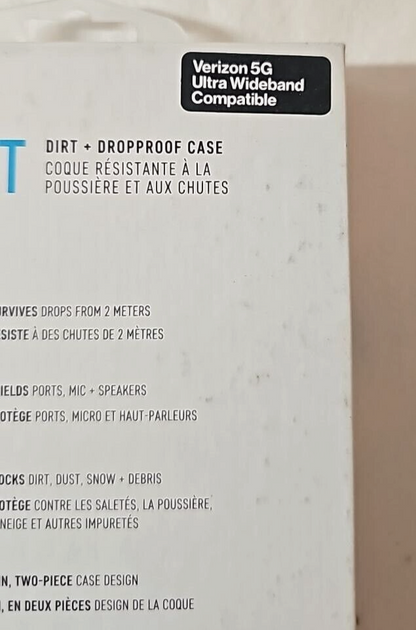 Verizon 5G
Ultra Wideband
Compatible
T
DIRT + DROPPROOF CASE
COQUE RÉSISTANTE À LA
POUSSIÈRE ET AUX CHUTES
RVIVES DROPS FROM 2 METERS
SISTE À DES CHUTES DE 2 MÈTRES
IELDS PORTS, MIC + SPEAKERS
OTÈGE PORTS, MICRO ET HAUT-PARLEURS
OCKS DIRT, DUST, SNOW + DEBRIS
OTÈGE CONTRE LES SALETÉS, LA POUSSIÈRE,
NEIGE ET AUTRES IMPURETÉS
N, TWO-PIECE CASE DESIGN
, EN DEUX PIÈCES DESIGN DE LA COQUE